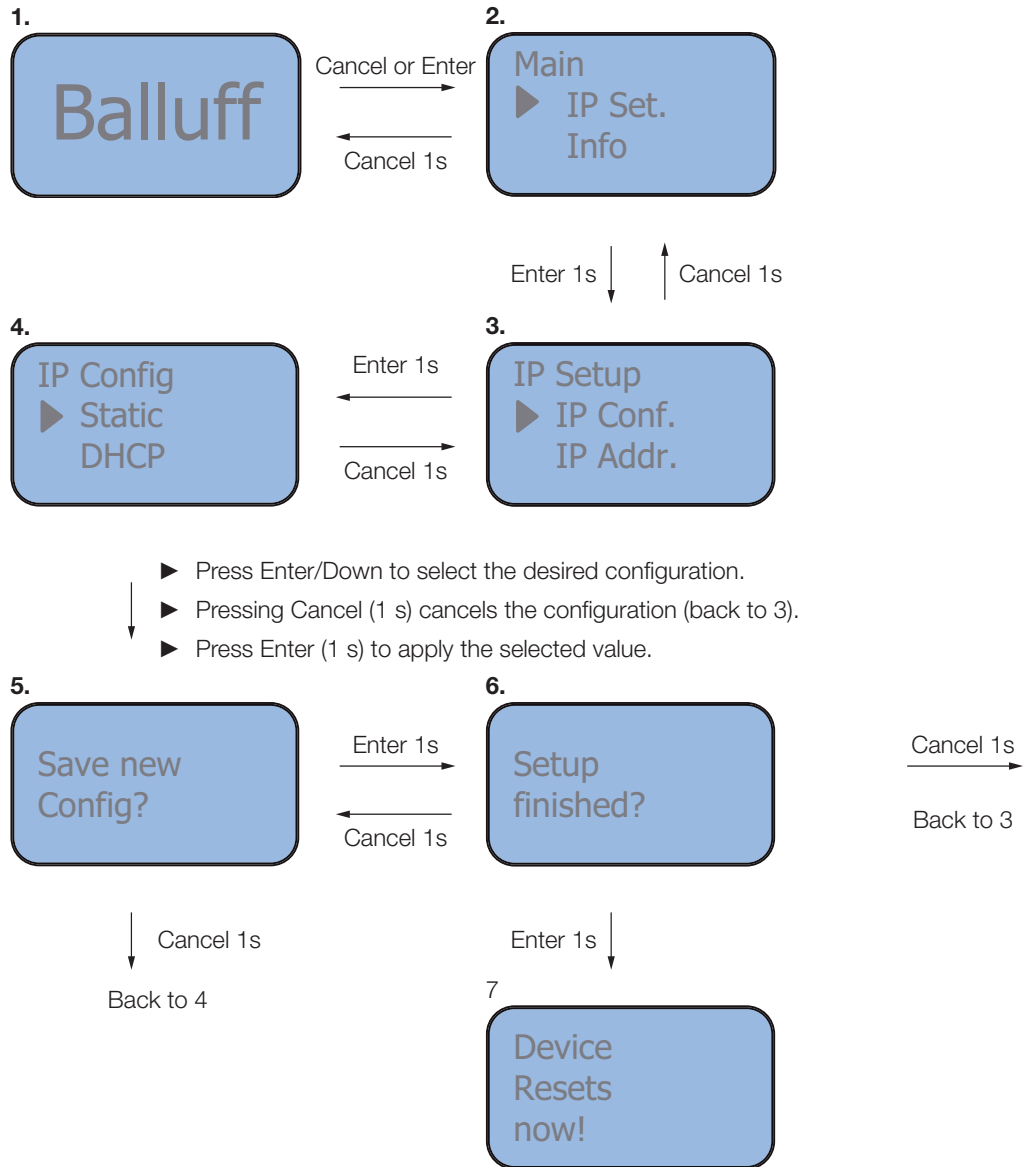 1.
Balluff
Cancel or Enter
Cancel 1s
2.
Main
▶ IP Set.
Info
Enter 1s
Cancel 1s
4.
IP Config
▶ Static
DHCP
Enter 1s
Cancel 1s
3.
IP Setup
▶ IP Conf.
IP Addr.
► Press Enter/Down to select the desired configuration.
► Pressing Cancel (1 s) cancels the configuration (back to 3).
► Press Enter (1 s) to apply the selected value.
5.
Save new
Config?
Enter 1s
Cancel 1s
6.
Setup
finished?
Cancel 1s
Back to 3
Cancel 1s
Back to 4
Enter 1s
7
Device
Resets
now!